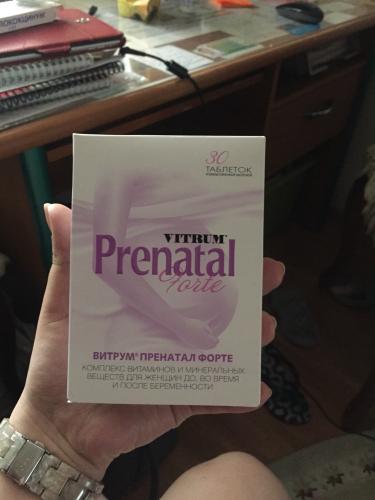 30
ТАБЛЕТОК
VITRUM®
Prenatal
Forte
ВИТРУМ® ПРЕНАТАЛ ФОРТЕ
КОМПЛЕКС ВИТАМИНОВ И МИНЕРАЛЬНЫХ
ВЕЩЕСТВ ДЛЯ ЖЕНЩИН ДО, ВО ВРЕМЯ
И ПОСЛЕ БЕРЕМЕННОСТИ